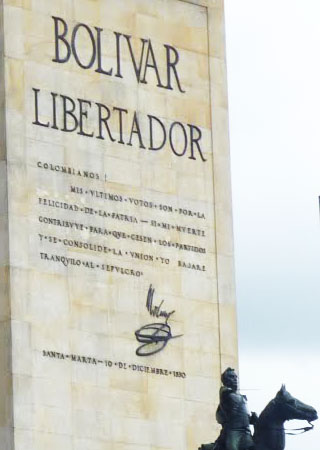 BOLIVAR
LIBERTADOR
COLOMBIANOS!
MIS•VLTIMOS•VOTOS•SON•POR•LA
FELICIDAD•DE•LA•PATRIA—SI•MI•MVERTE
CONTRIBVYE•PARA•QVE•CESEN•LOS•PARTIDOS
Y•SE•CONSOLIDE•LA•VNION•YO•BAJARE
TRANQVILO•AL•SEPVLCRO
SANTA•MARTA—10•DE•DICIEMBRE•1830